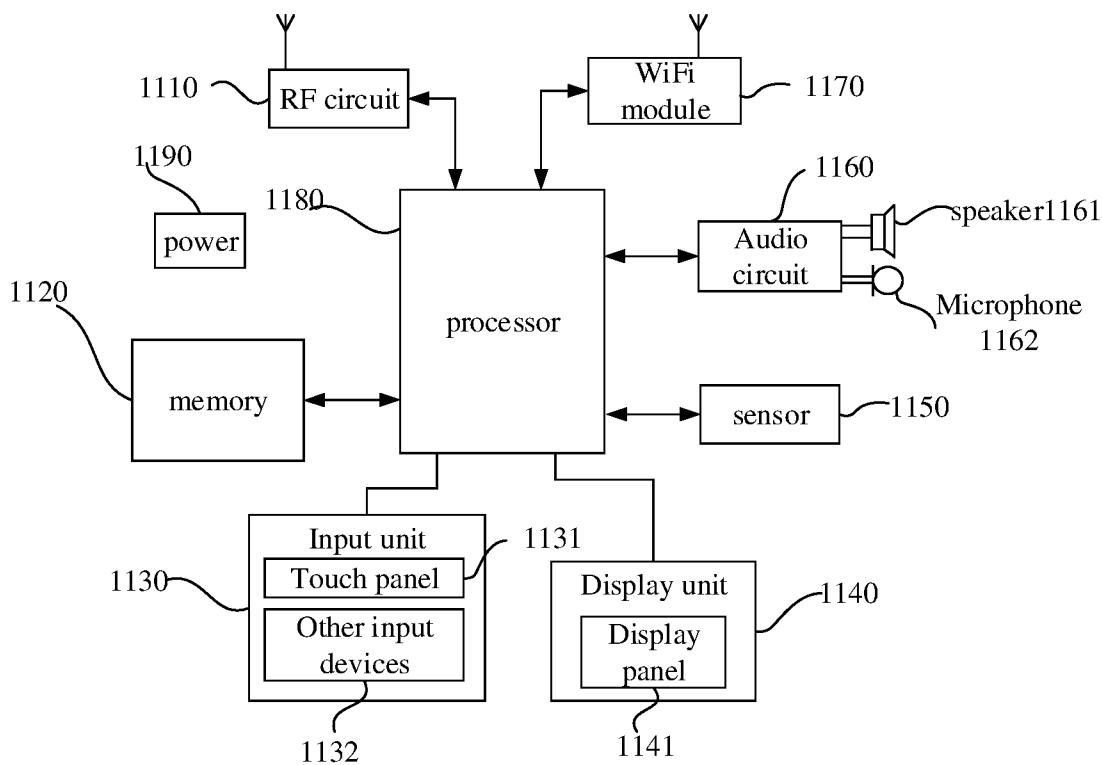 1110
RF circuit
WiFi
module
1170
1190
power
1180
1160
speaker1161
Audio
circuit
Microphone
1162
1120
memory
processor
sensor
1150
Input unit
1131
Touch panel
1130
Other input
devices
1132
Display unit
1140
Display
panel
1141